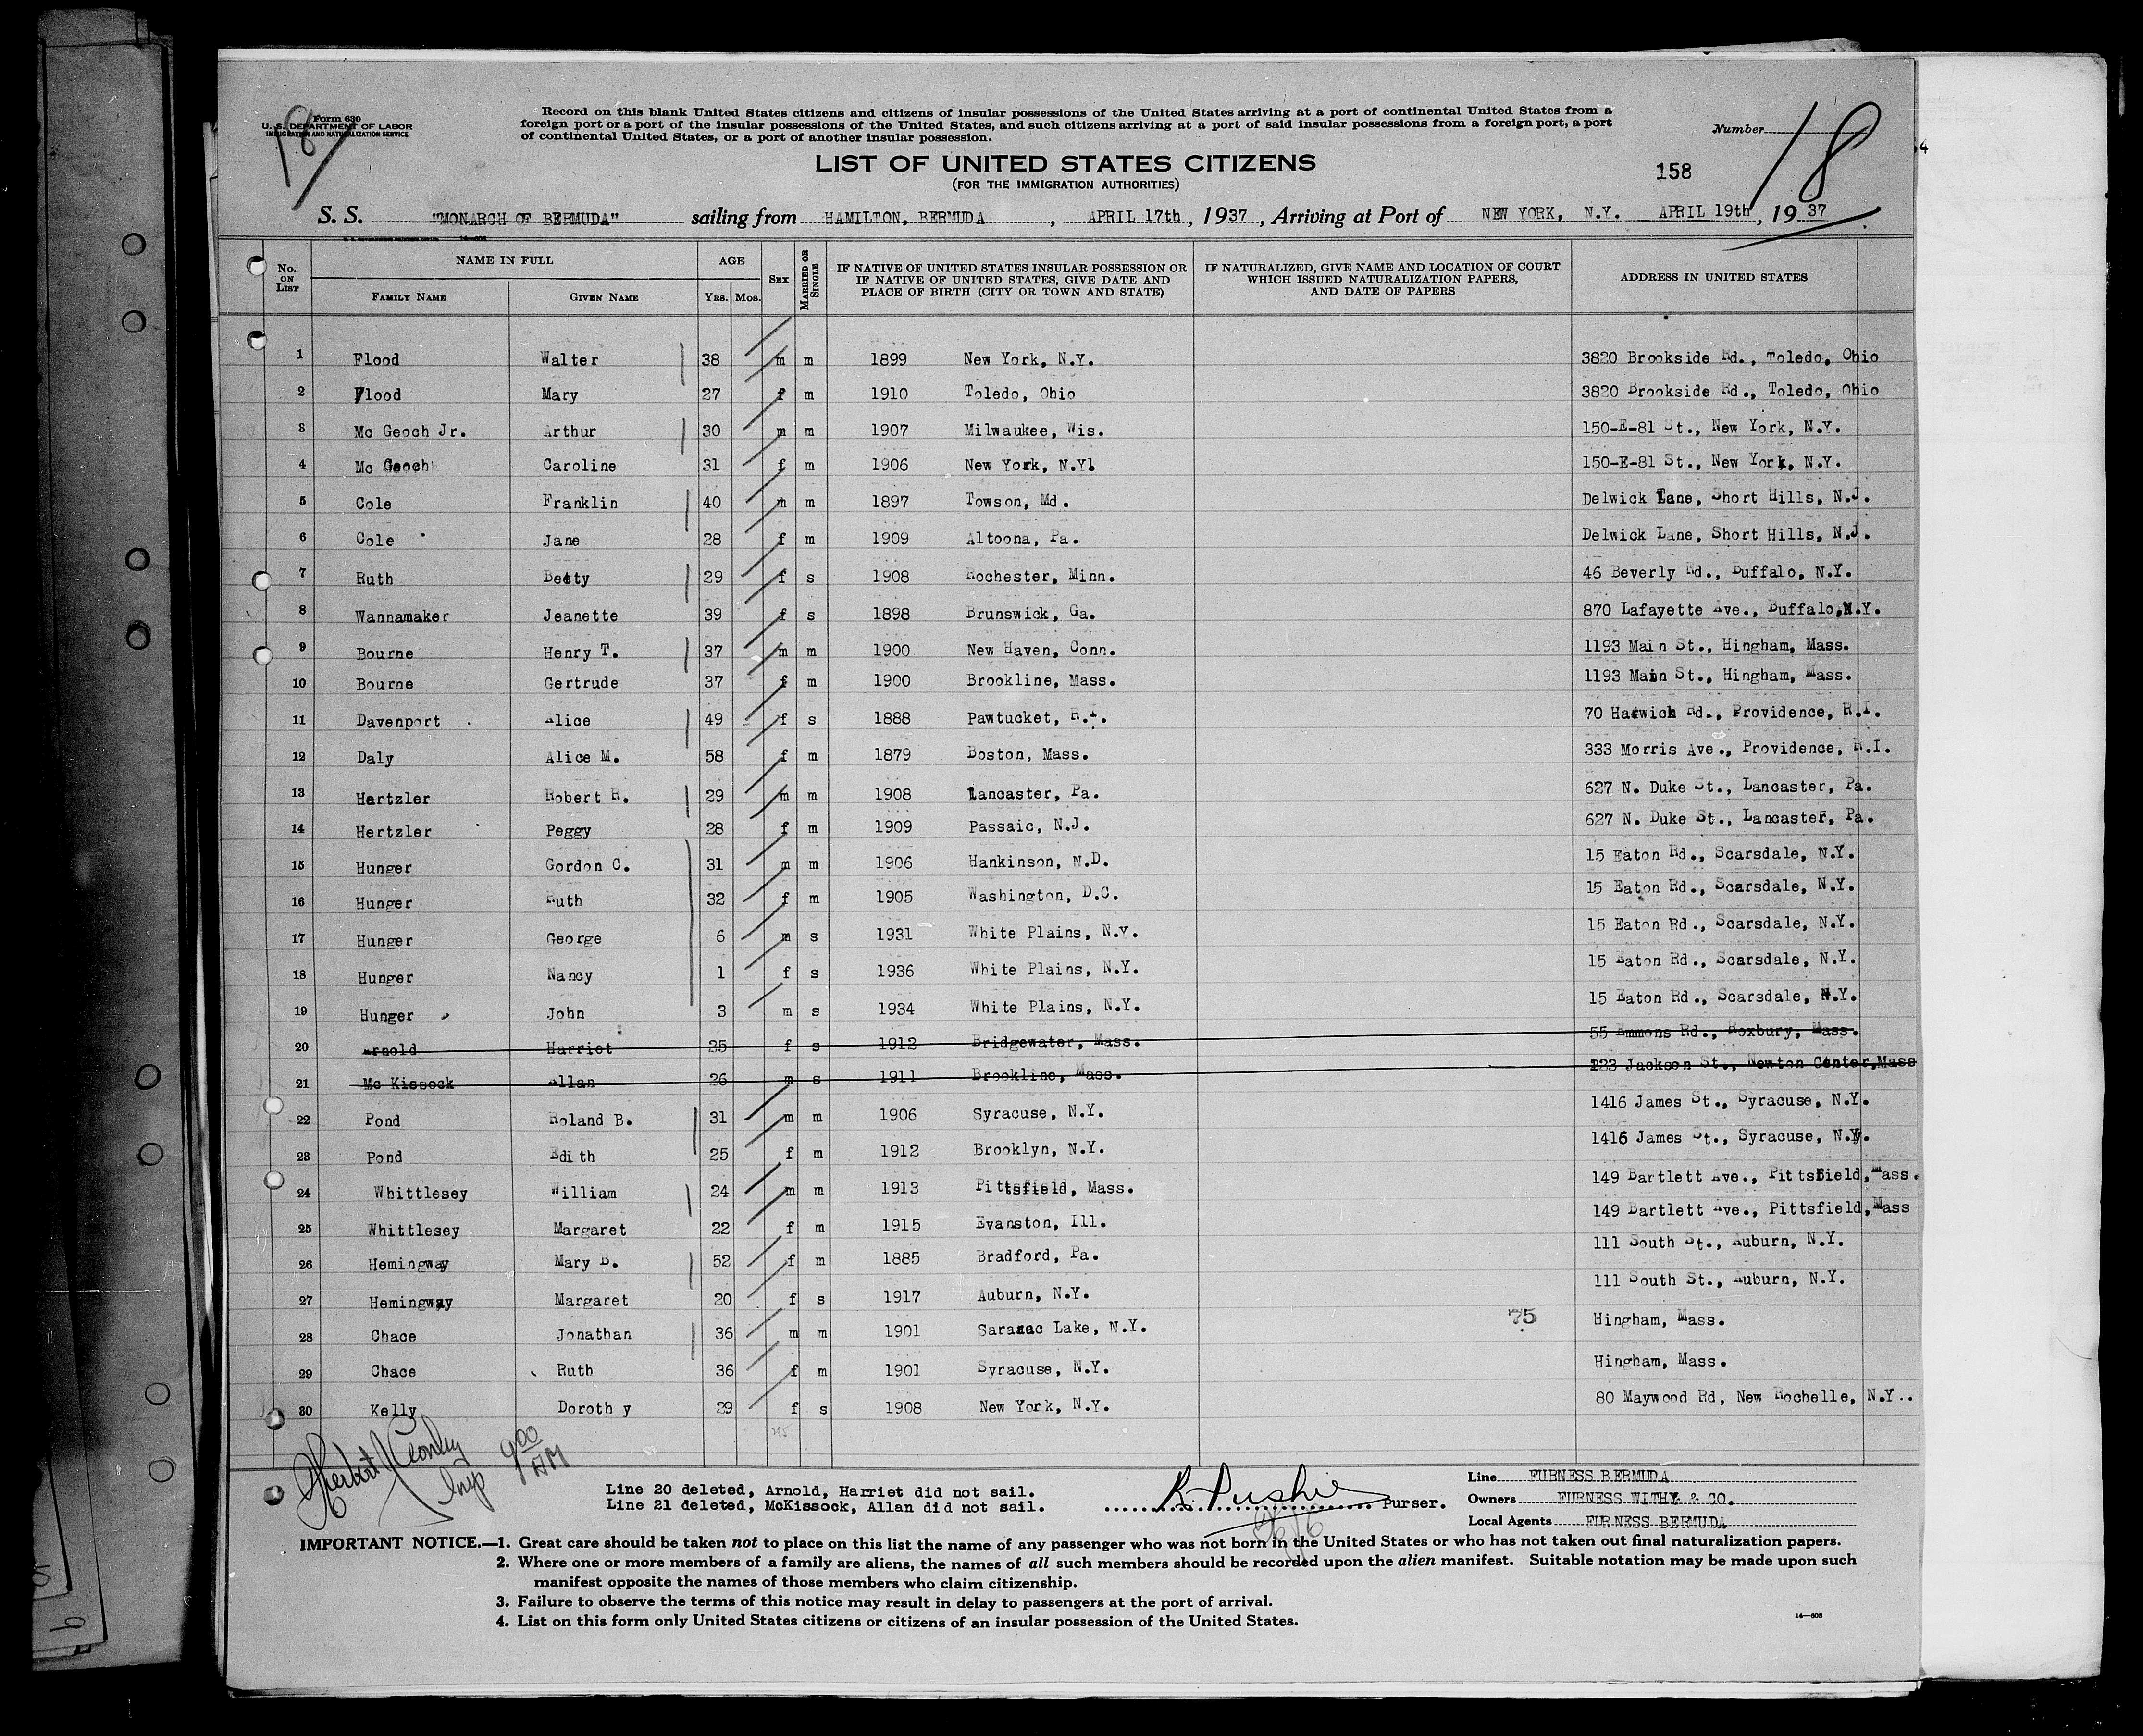 Form 630
U. S. DEPARTMENT OF LABOR
IMMIGRATION AND NATURALIZATION SERVICE
18
Record on this blank United States citizens and citizens of insular possessions of the United States arriving at a port of continental United States from a
foreign port or a port of the insular possessions of the United States, and such citizens arriving at a port of said insular possessions from a foreign port, a port
of continental United States, or a port of another insular possession.
Number 18
4
LIST OF UNITED STATES CITIZENS
(FOR THE IMMIGRATION AUTHORITIES)
158
S. S. "MONARCH OF BERMUDA" sailing from HAMILTON, BERMUDA, APRIL 17th, 1937, Arriving at Port of NEW YORK, N.Y. APRIL 19th, 1937
No. ON LIST NAME IN FULL FAMILY NAME GIVEN NAME AGE YRS. MOS. SEX MARRIED OR SINGLE IF NATIVE OF UNITED STATES INSULAR POSSESSION OR IF NATIVE OF UNITED STATES, GIVE DATE AND PLACE OF BIRTH (CITY OR TOWN AND STATE) IF NATURALIZED, GIVE NAME AND LOCATION OF COURT WHICH ISSUED NATURALIZATION PAPERS, AND DATE OF PAPERS ADDRESS IN UNITED STATES
1 Flood Walter 38 m m 1899 New York, N.Y. 3820 Brookside Rd., Toledo, Ohio
2 Flood Mary 27 f m 1910 Toledo, Ohio 3820 Brookside Rd., Toledo, Ohio
3 Mc Geoch Jr. Arthur 30 m m 1907 Milwaukee, Wis. 150-E-81 St., New York, N.Y.
4 Mc Geoch Caroline 31 f m 1906 New York, N.Yl 150-E-81 St., New York, N.Y.
5 Cole Franklin 40 m m 1897 Towson, Md. Delwick Lane, Short Hills, N.J.
6 Cole Jane 28 f m 1909 Altoona, Pa. Delwick Lane, Short Hills, N.J.
7 Ruth Betty 29 f s 1908 Rochester, Minn. 46 Beverly Rd., Buffalo, N.Y.
8 Wannamaker Jeanette 39 f s 1898 Brunswick, Ga. 870 Lafayette Ave., Buffalo,N.Y.
9 Bourne Henry T. 37 m m 1900 New Haven, Conn. 1193 Main St., Hingham, Mass.
10 Bourne Gertrude 37 f m 1900 Brookline, Mass. 1193 Main St., Hingham, Mass.
11 Davenport Alice 49 f s 1888 Pawtucket, R.I. 70 Harwich Rd., Providence, R.I.
12 Daly Alice M. 58 f m 1879 Boston, Mass. 333 Morris Ave., Providence, R.I.
13 Hertzler Robert R. 29 m m 1908 Lancaster, Pa. 627 N. Duke St., Lancaster, Pa.
14 Hertzler Peggy 28 f m 1909 Passaic, N.J. 627 N. Duke St., Lancaster, Pa.
15 Hunger Gordon C. 31 m m 1906 Hankinson, N.D. 15 Eaton Rd., Scarsdale, N.Y.
16 Hunger Ruth 32 f m 1905 Washington, D.C. 15 Eaton Rd., Scarsdale, N.Y.
17 Hunger George 6 m s 1931 White Plains, N.Y. 15 Eaton Rd., Scarsdale, N.Y.
18 Hunger Nancy 1 f s 1936 White Plains, N.Y. 15 Eaton Rd., Scarsdale, N.Y.
19 Hunger John 3 m s 1934 White Plains, N.Y. 15 Eaton Rd., Scarsdale, N.Y.
20 Arnold Harriet 25 f s 1912 Bridgewater, Mass. 55 Emmons Rd., Roxbury, Mass.
21 Mc Kissock Allan 26 m s 1911 Brookline, Mass. 223 Jackson St., Newton Center,Mass
22 Pond Roland B. 31 m m 1906 Syracuse, N.Y. 1416 James St., Syracuse, N.Y.
23 Pond Edith 25 f m 1912 Brooklyn, N.Y. 1416 James St., Syracuse, N.Y.
24 Whittlesey William 24 m m 1913 Pittsfield, Mass. 149 Bartlett Ave., Pittsfield,Mass.
25 Whittlesey Margaret 22 f m 1915 Evanston, Ill. 149 Bartlett Ave., Pittsfield,Mass
26 Hemingway Mary B. 52 f m 1885 Bradford, Pa. 111 South St., Auburn, N.Y.
27 Hemingway Margaret 20 f s 1917 Auburn, N.Y. 111 South St., Auburn, N.Y.
28 Chace Jonathan 36 m m 1901 Saranac Lake, N.Y. 75 Hingham, Mass.
29 Chace Ruth 36 f m 1901 Syracuse, N.Y. Hingham, Mass.
30 Kelly Dorothy 29 f s 1908 New York, N.Y. 80 Maywood Rd, New Rochelle, N.Y..
Insp 9 00 AM
Line 20 deleted, Arnold, Harriet did not sail.
Line 21 deleted, McKissock, Allan did not sail.
Purser.
Line FURNESS BERMUDA
Owners FURNESS WITHY & CO.
Local Agents FURNESS BERMUDA
IMPORTANT NOTICE.—1. Great care should be taken not to place on this list the name of any passenger who was not born in the United States or who has not taken out final naturalization papers.
2. Where one or more members of a family are aliens, the names of all such members should be recorded upon the alien manifest. Suitable notation may be made upon such
manifest opposite the names of those members who claim citizenship.
3. Failure to observe the terms of this notice may result in delay to passengers at the port of arrival.
4. List on this form only United States citizens or citizens of an insular possession of the United States.
14—608